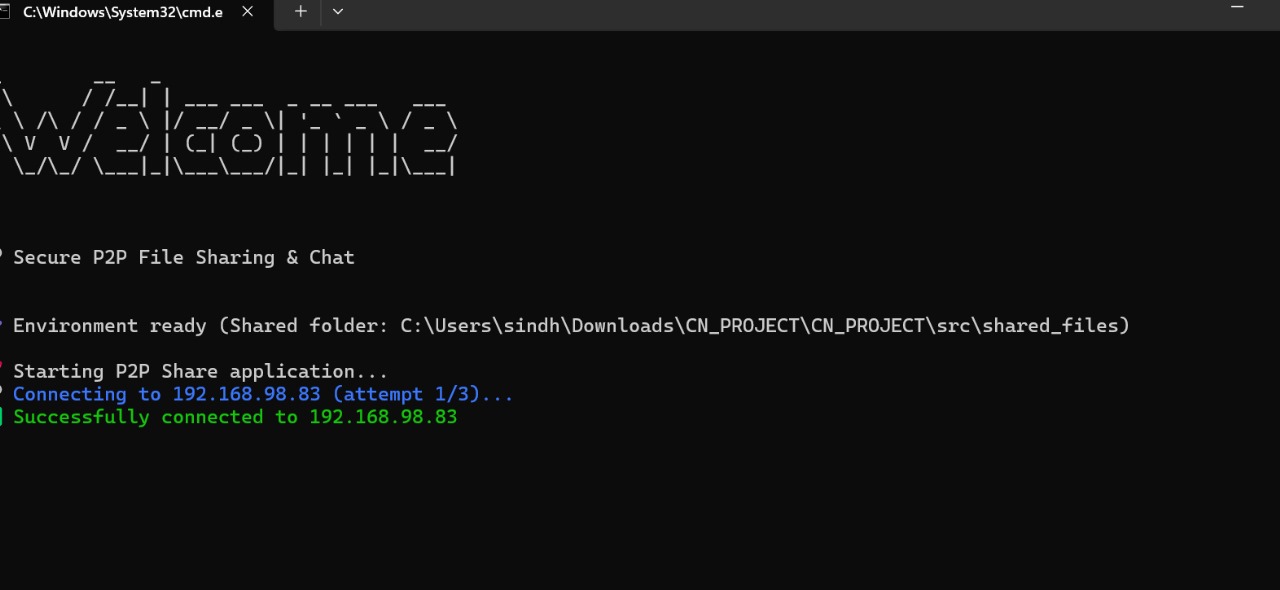 C:\Windows\System32\cmd.e
Welcome
Secure P2P File Sharing & Chat
Environment ready (Shared folder: C:\Users\sindh\Downloads\CN_PROJECT\CN_PROJECT\src\shared_files)
Starting P2P Share application...
Connecting to 192.168.98.83 (attempt 1/3)...
Successfully connected to 192.168.98.83